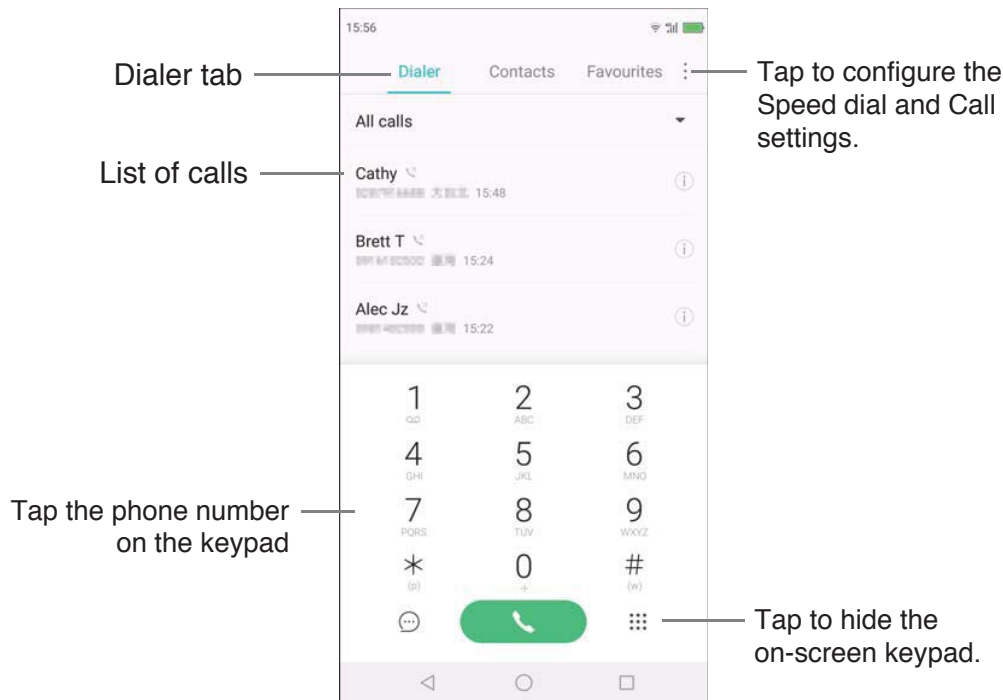 15:56
Dialer tab
Dialer Contacts Favourites
Tap to configure the
Speed dial and Call
settings.
All calls
List of calls
Cathy
15:48
Brett T
15:24
Alec Jz
15:22
1 2 3
ABC DEF
4 5 6
GHI JKL MNO
Tap the phone number
on the keypad
7 8 9
PQRS TUV WXYZ
* 0 #
(p) + (w)
Tap to hide the
on-screen keypad.